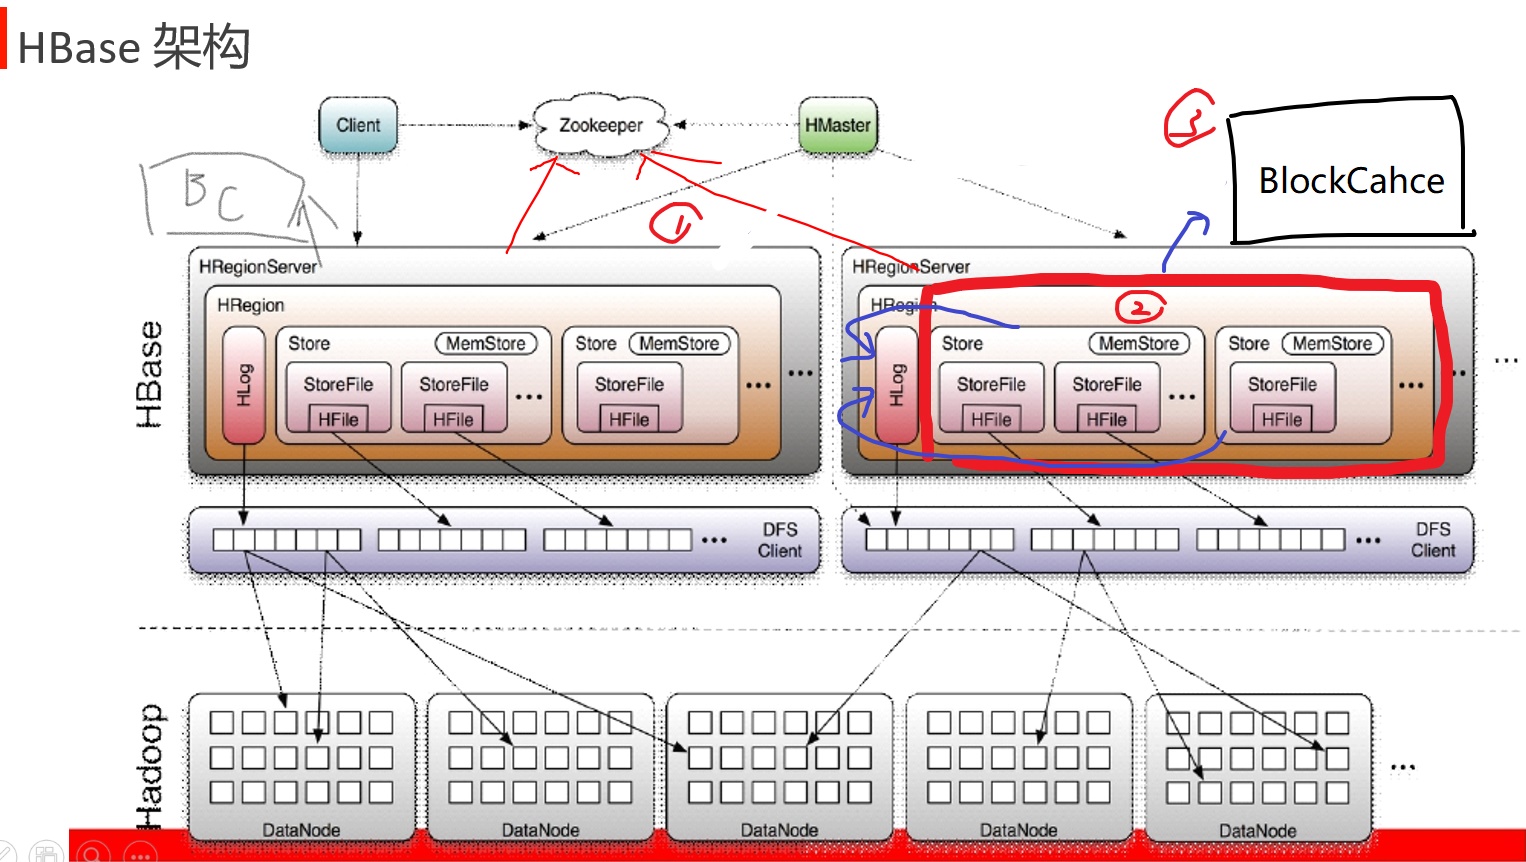 HBase 架构
Client
Zookeeper
HMaster
3
BlockCahce
B C
1
HRegionServer
HRegionServer
HRegion
HRegion
2
HBase
HLog
Store
MemStore
Store
MemStore
StoreFile
StoreFile
...
StoreFile
...
...
HFile
HFile
HFile
HLog
Store
MemStore
Store
MemStore
StoreFile
StoreFile
...
StoreFile
...
..
...
HFile
HFile
HFile
...
DFS
Client
...
DFS
Client
Hadoop
...
DataNode
DataNode
DataNode
DataNode
DataNode